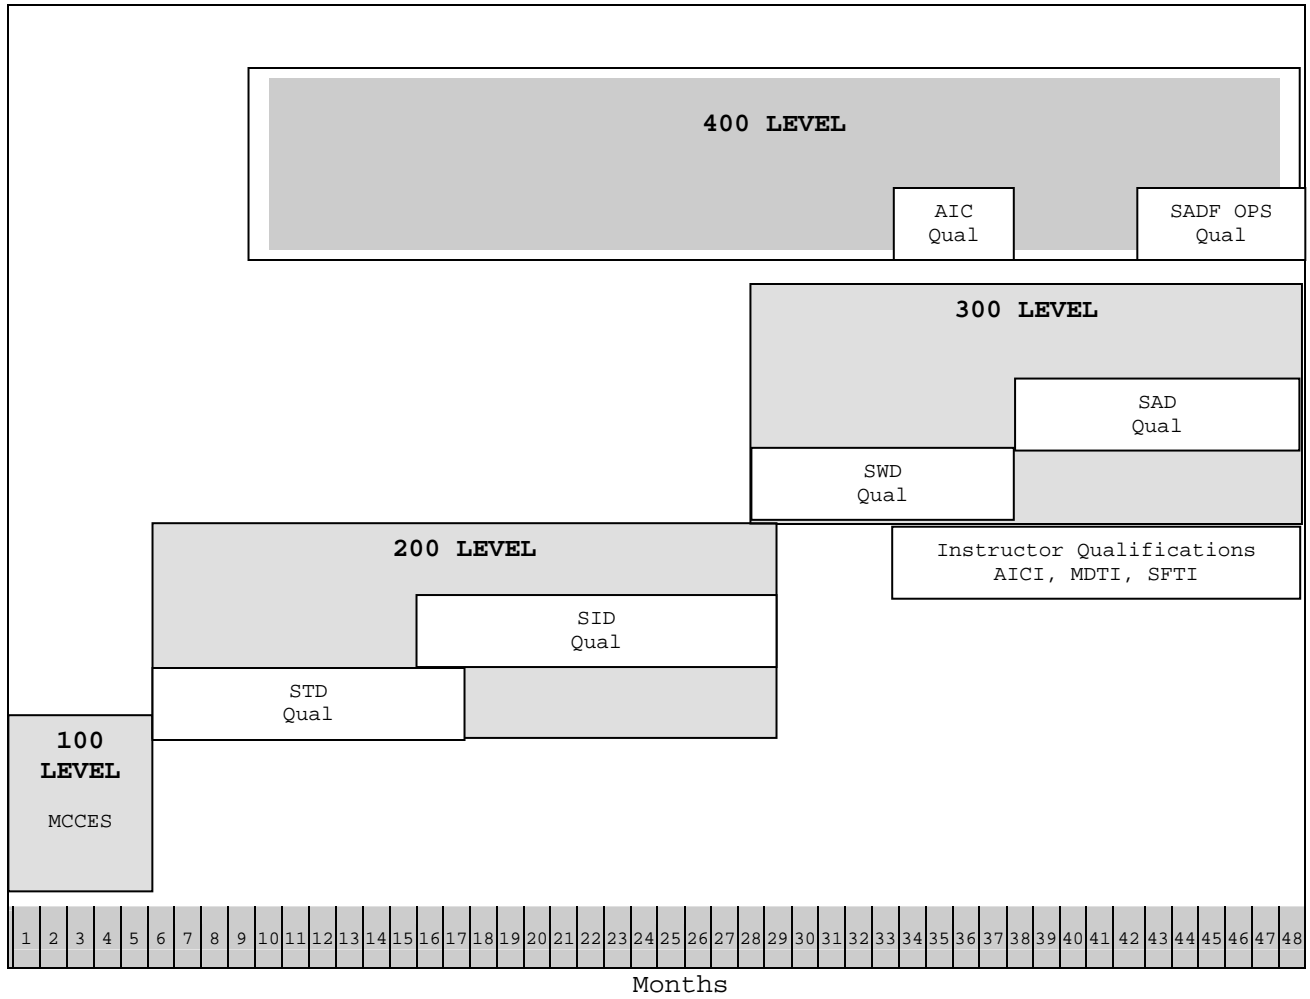 400 LEVEL
AIC
Qual
SADF OPS
Qual
300 LEVEL
SAD
Qual
SWD
Qual
Instructor Qualifications
AICI, MDTI, SFTI
200 LEVEL
SID
Qual
STD
Qual
100
LEVEL
MCCES
1 2 3 4 5 6 7 8 9 10 11 12 13 14 15 16 17 18 19 20 21 22 23 24 25 26 27 28 29 30 31 32 33 34 35 36 37 38 39 40 41 42 43 44 45 46 47 48
Months